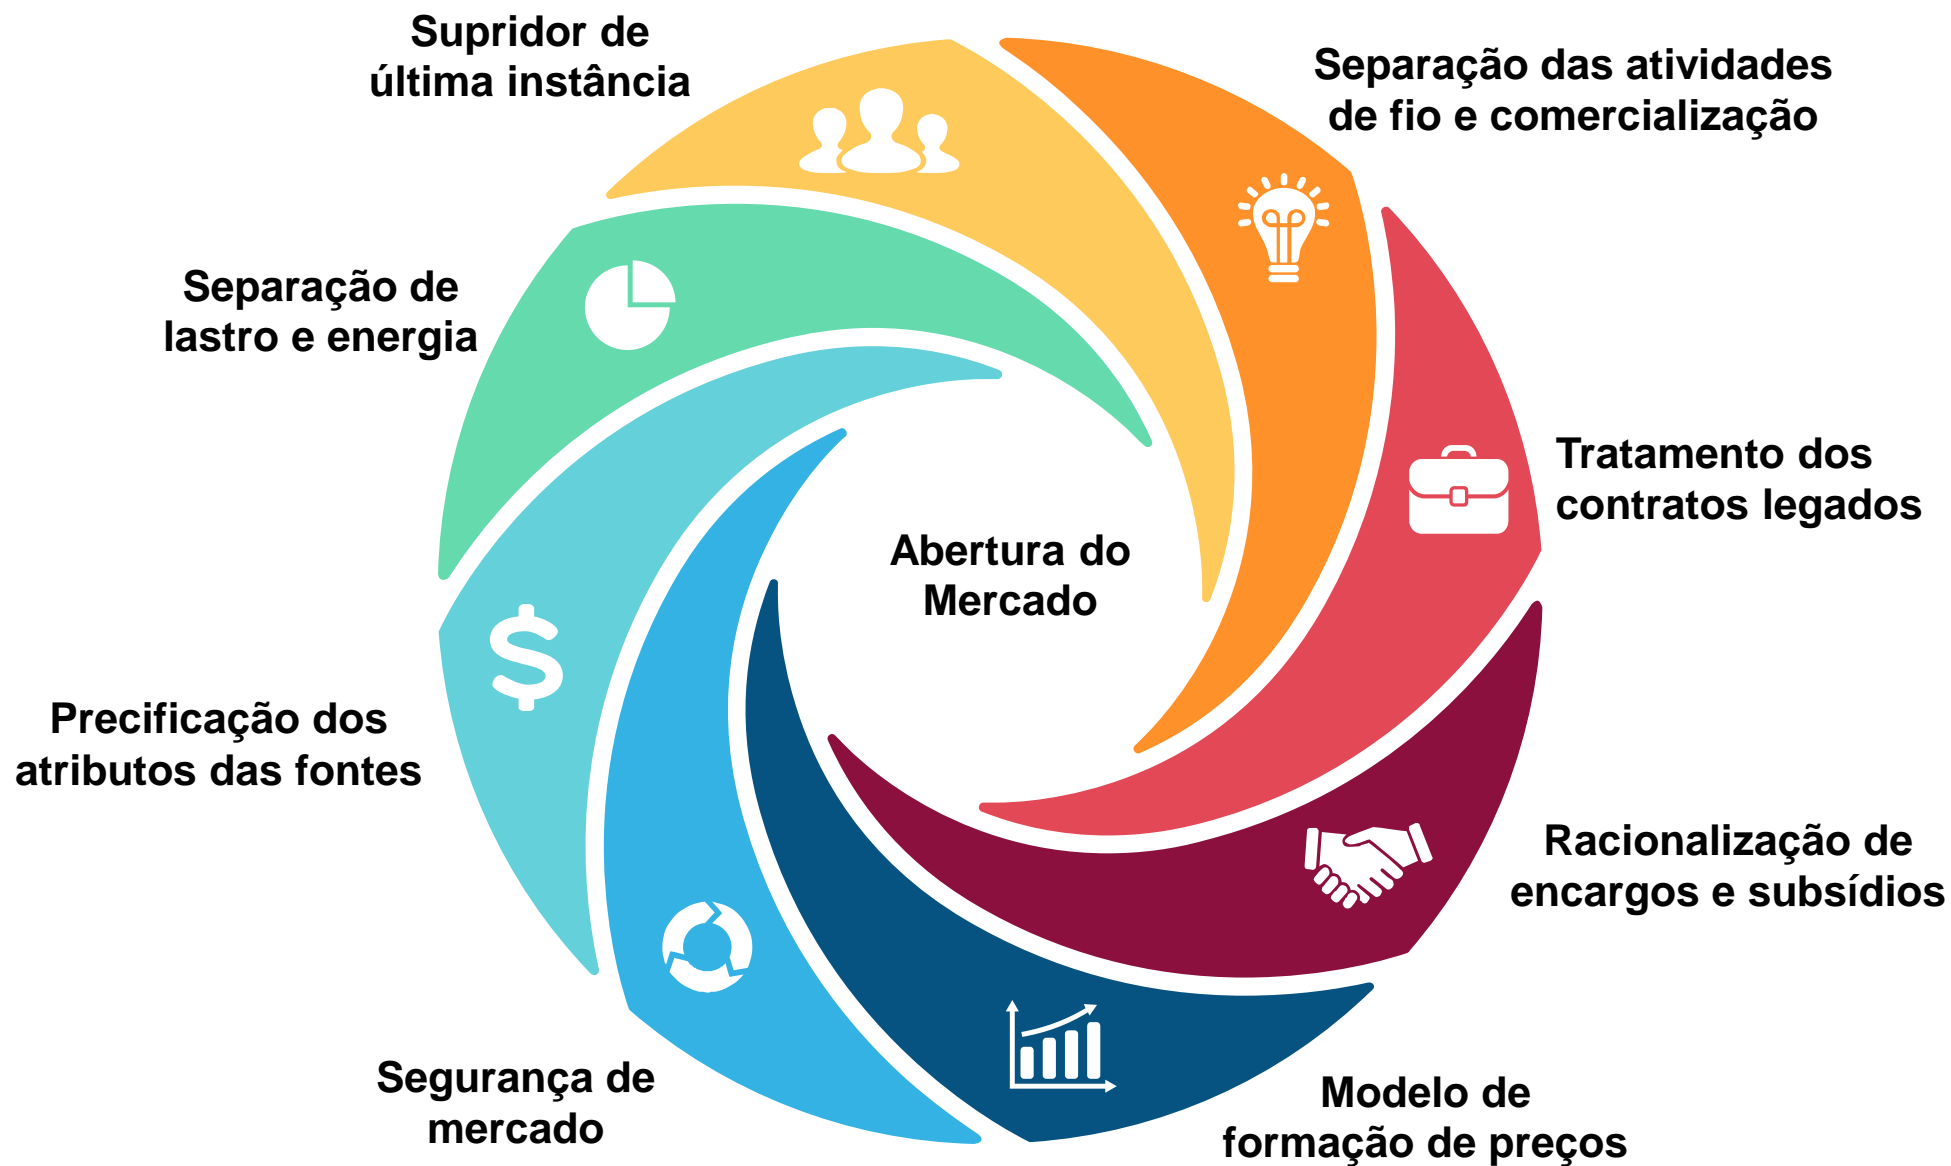 Supridor de
última instância
Separação das atividades
de fio e comercialização
Separação de
lastro e energia
Tratamento dos
contratos legados
Abertura do
Mercado
Precificação dos
atributos das fontes
Racionalização de
encargos e subsídios
Segurança de
mercado
Modelo de
formação de preços